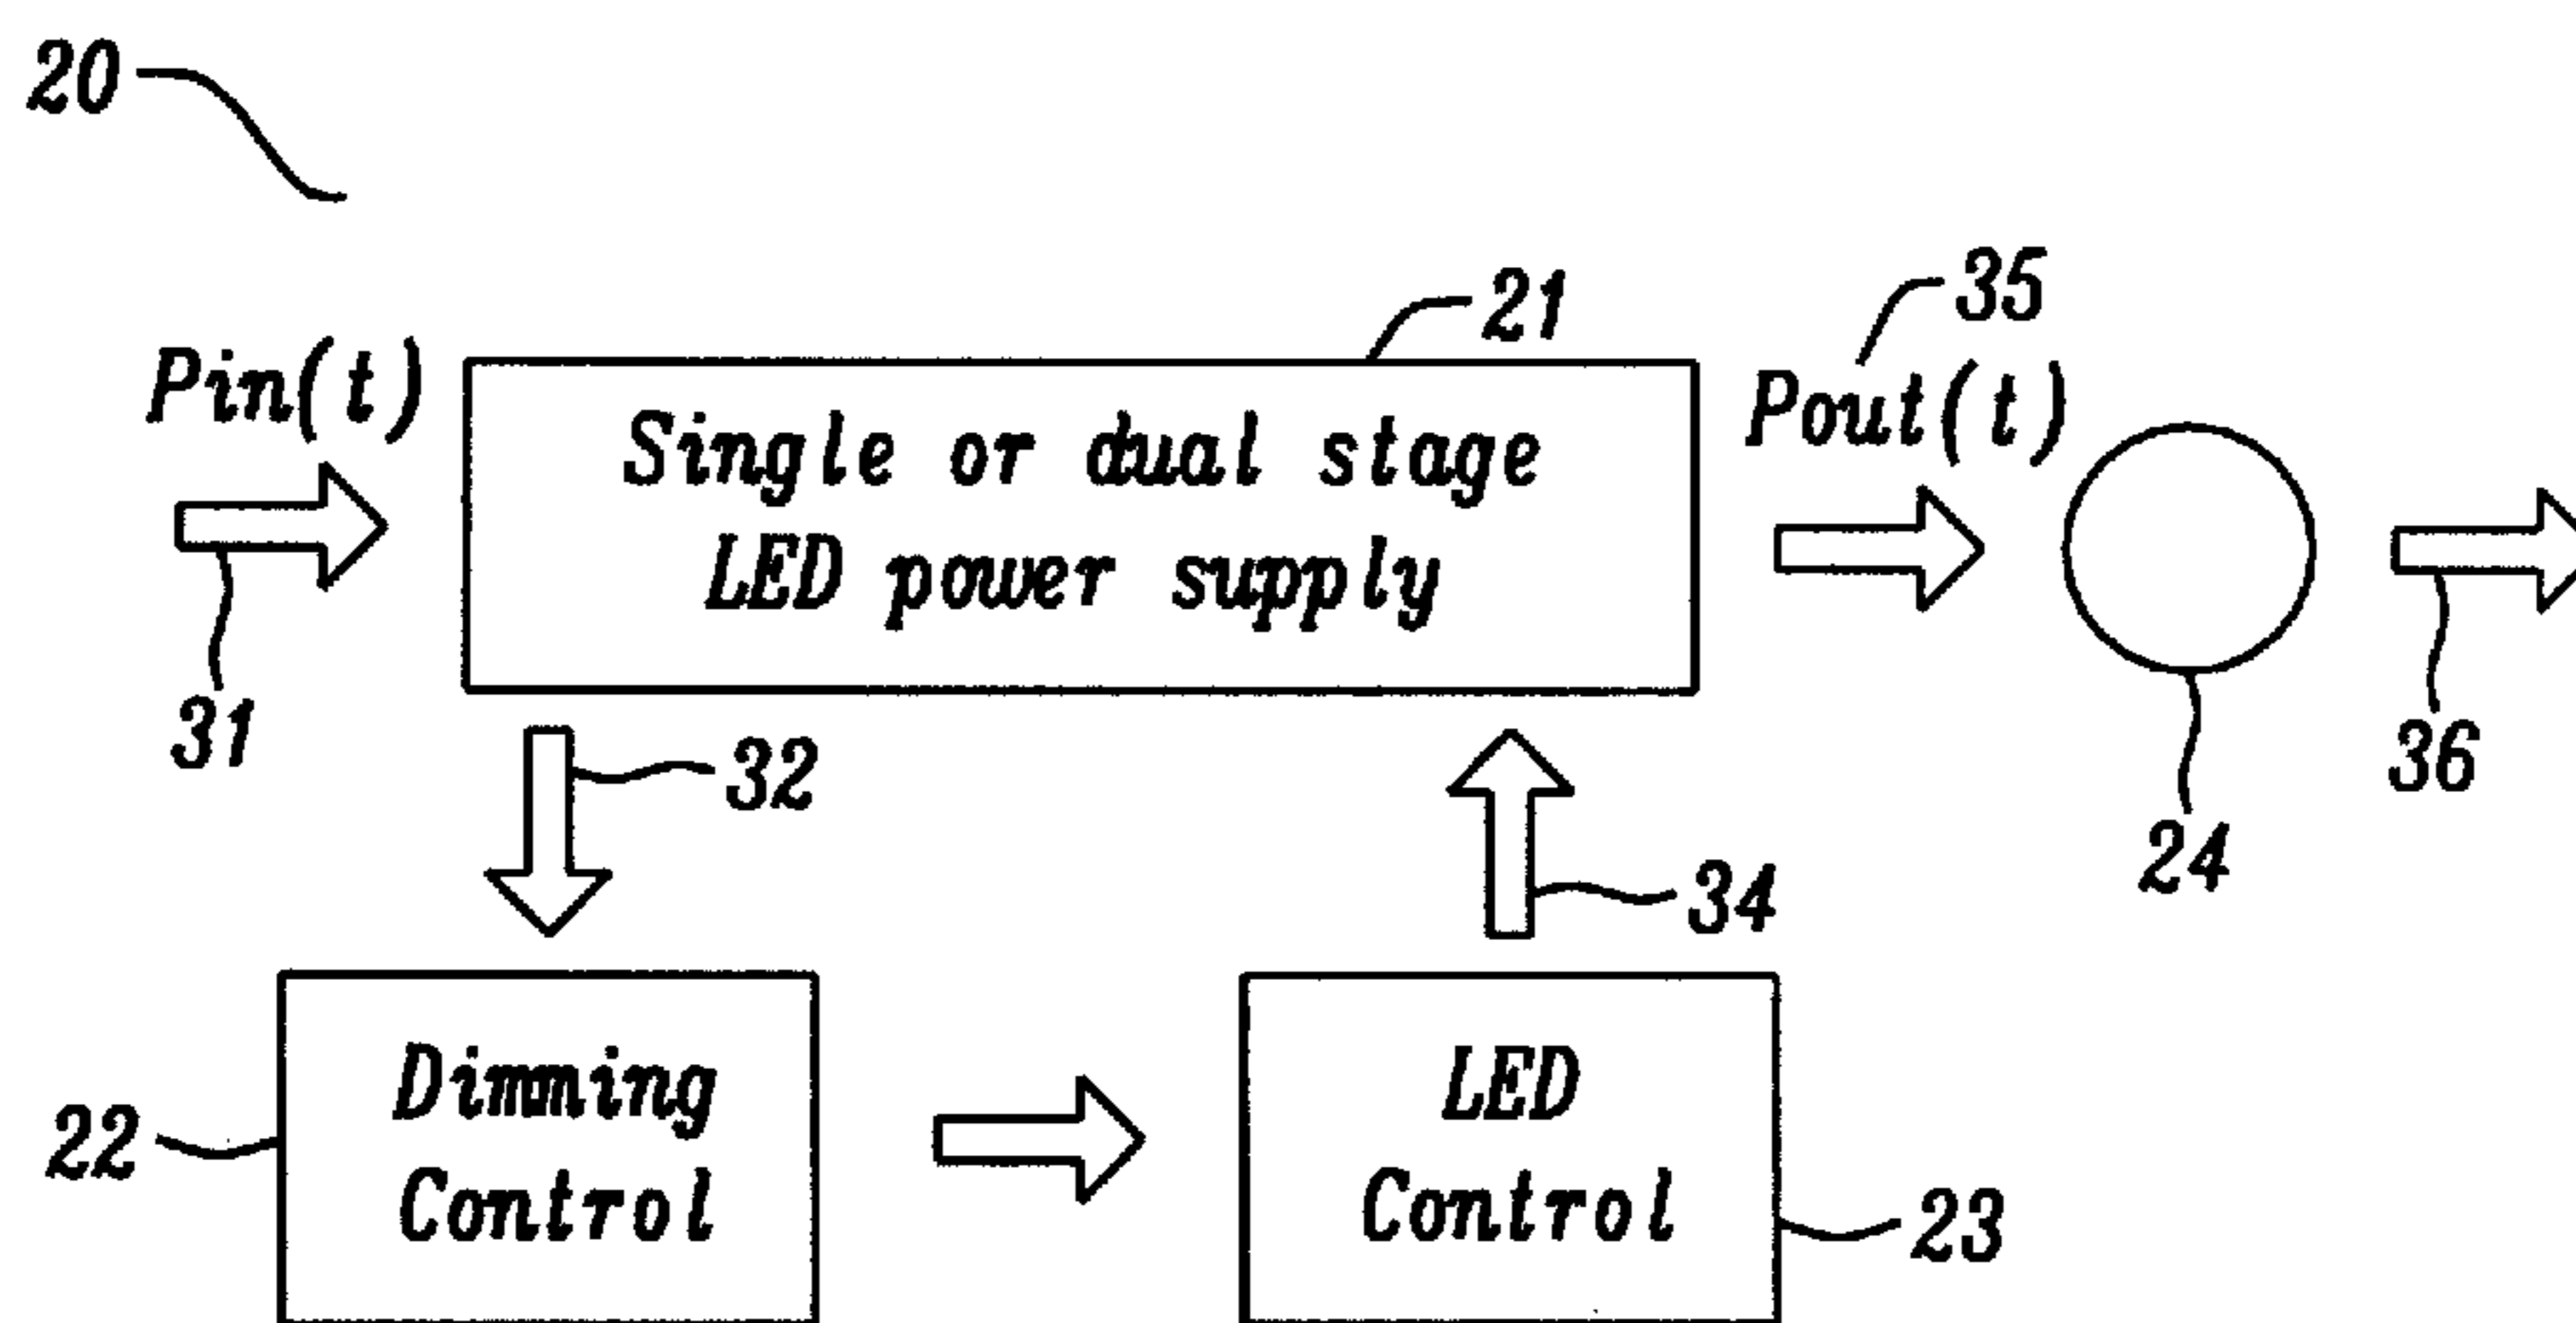 20
21
35
Pin(t)
Pout(t)
Single or dual stage
LED power supply
31
32
36
24
34
Dimming
Control
LED
Control
22
23